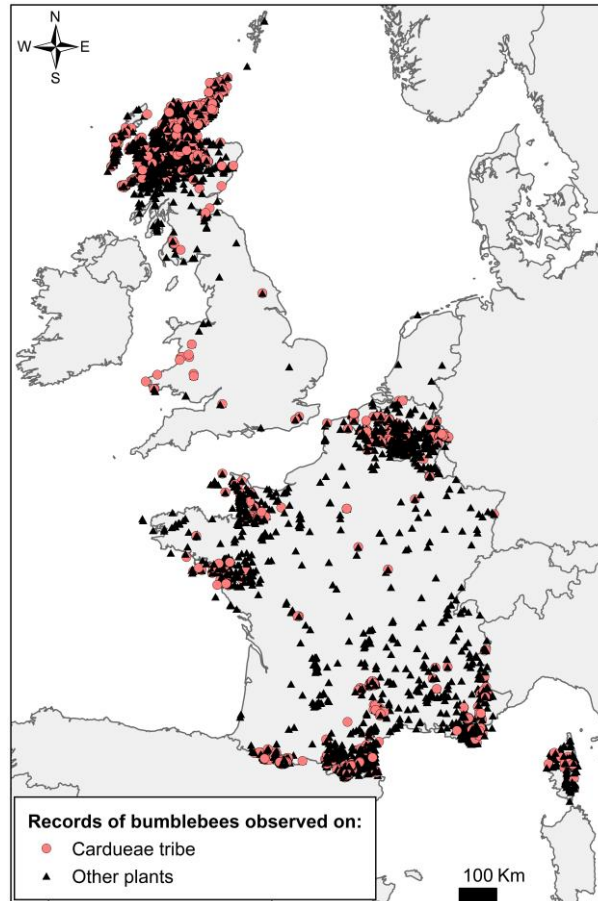 N
W E
S
Records of bumblebees observed on:
Cardueae tribe
Other plants
100 Km